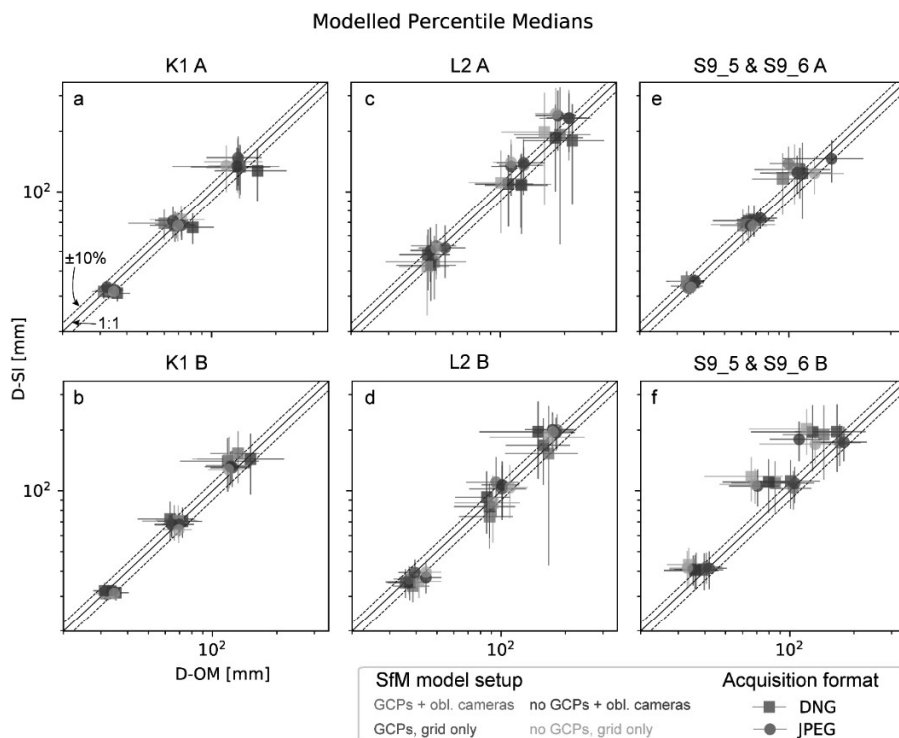 Modelled Percentile Medians
K1 A
L2 A
S9_5 & S9_6 A
a
c
e
10²
±10%
1:1
D-SI [mm]
K1 B
L2 B
S9_5 & S9_6 B
b
d
f
10²
10²
10²
10²
D-OM [mm]
SfM model setup
Acquisition format
GCPs + obl. cameras
no GCPs + obl. cameras
DNG
GCPs, grid only
no GCPs, grid only
JPEG